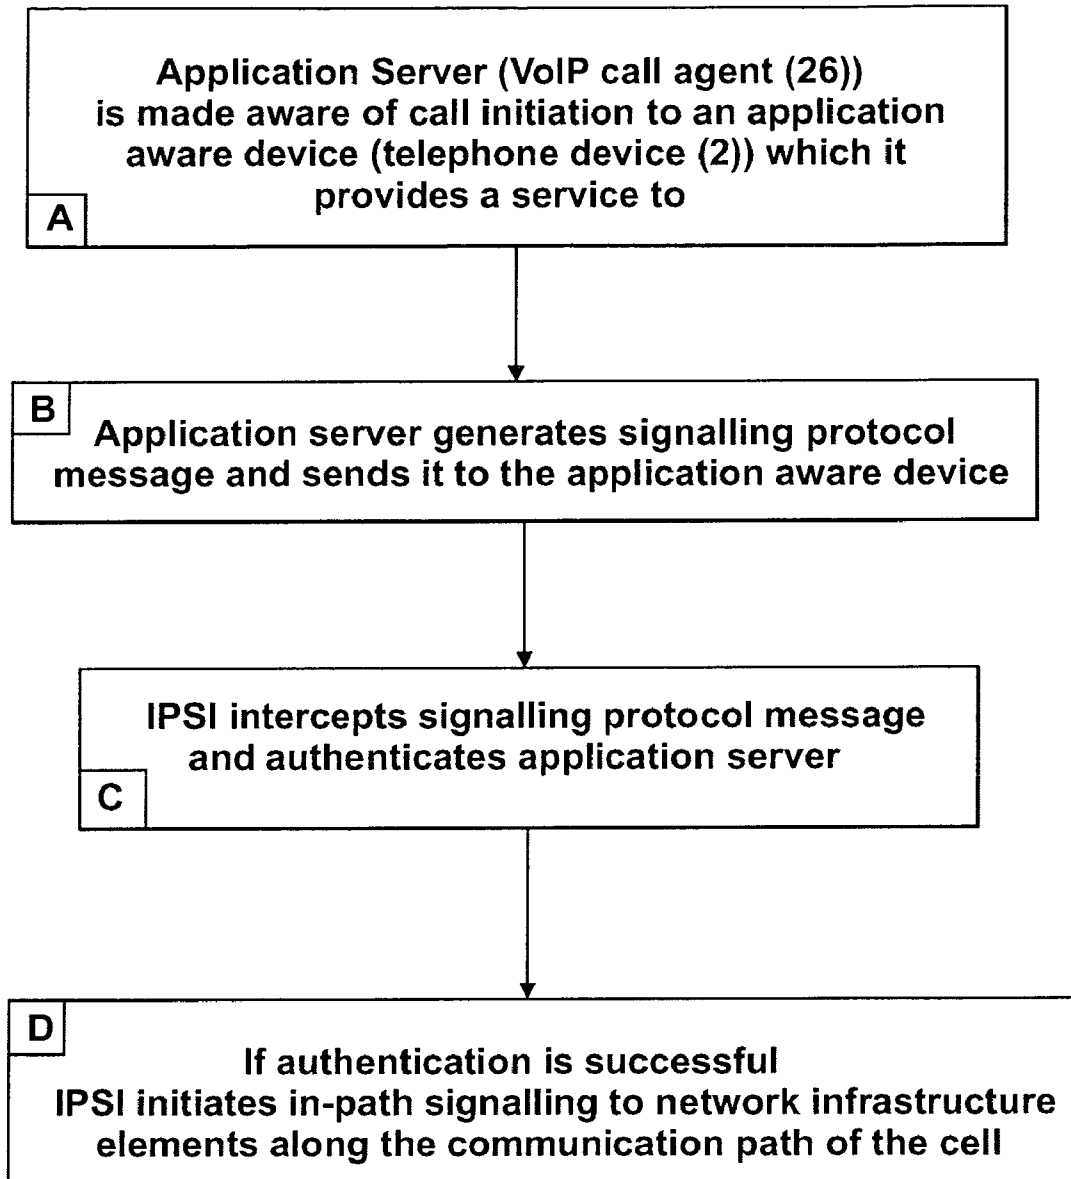 Application Server (VoIP call agent (26))
is made aware of call initiation to an application
aware device (telephone device (2)) which it
provides a service to
A
B
Application server generates signalling protocol
message and sends it to the application aware device
IPSI intercepts signalling protocol message
and authenticates application server
C
D
If authentication is successful
IPSI initiates in-path signalling to network infrastructure
elements along the communication path of the cell